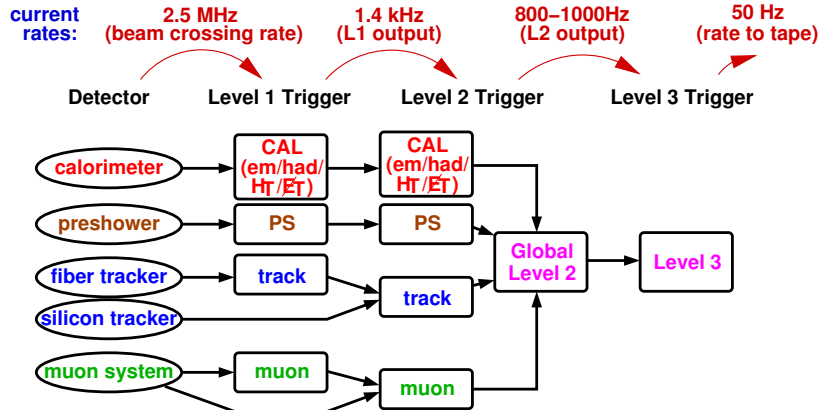 current rates:
2.5 MHz
(beam crossing rate)
1.4 kHz
(L1 output)
800−1000Hz
(L2 output)
50 Hz
(rate to tape)
Detector
Level 1 Trigger
Level 2 Trigger
Level 3 Trigger
calorimeter
CAL
(em/had/
HT/ET)
CAL
(em/had/
HT/ET)
preshower
PS
PS
Global
Level 2
Level 3
fiber tracker
track
track
silicon tracker
muon system
muon
muon